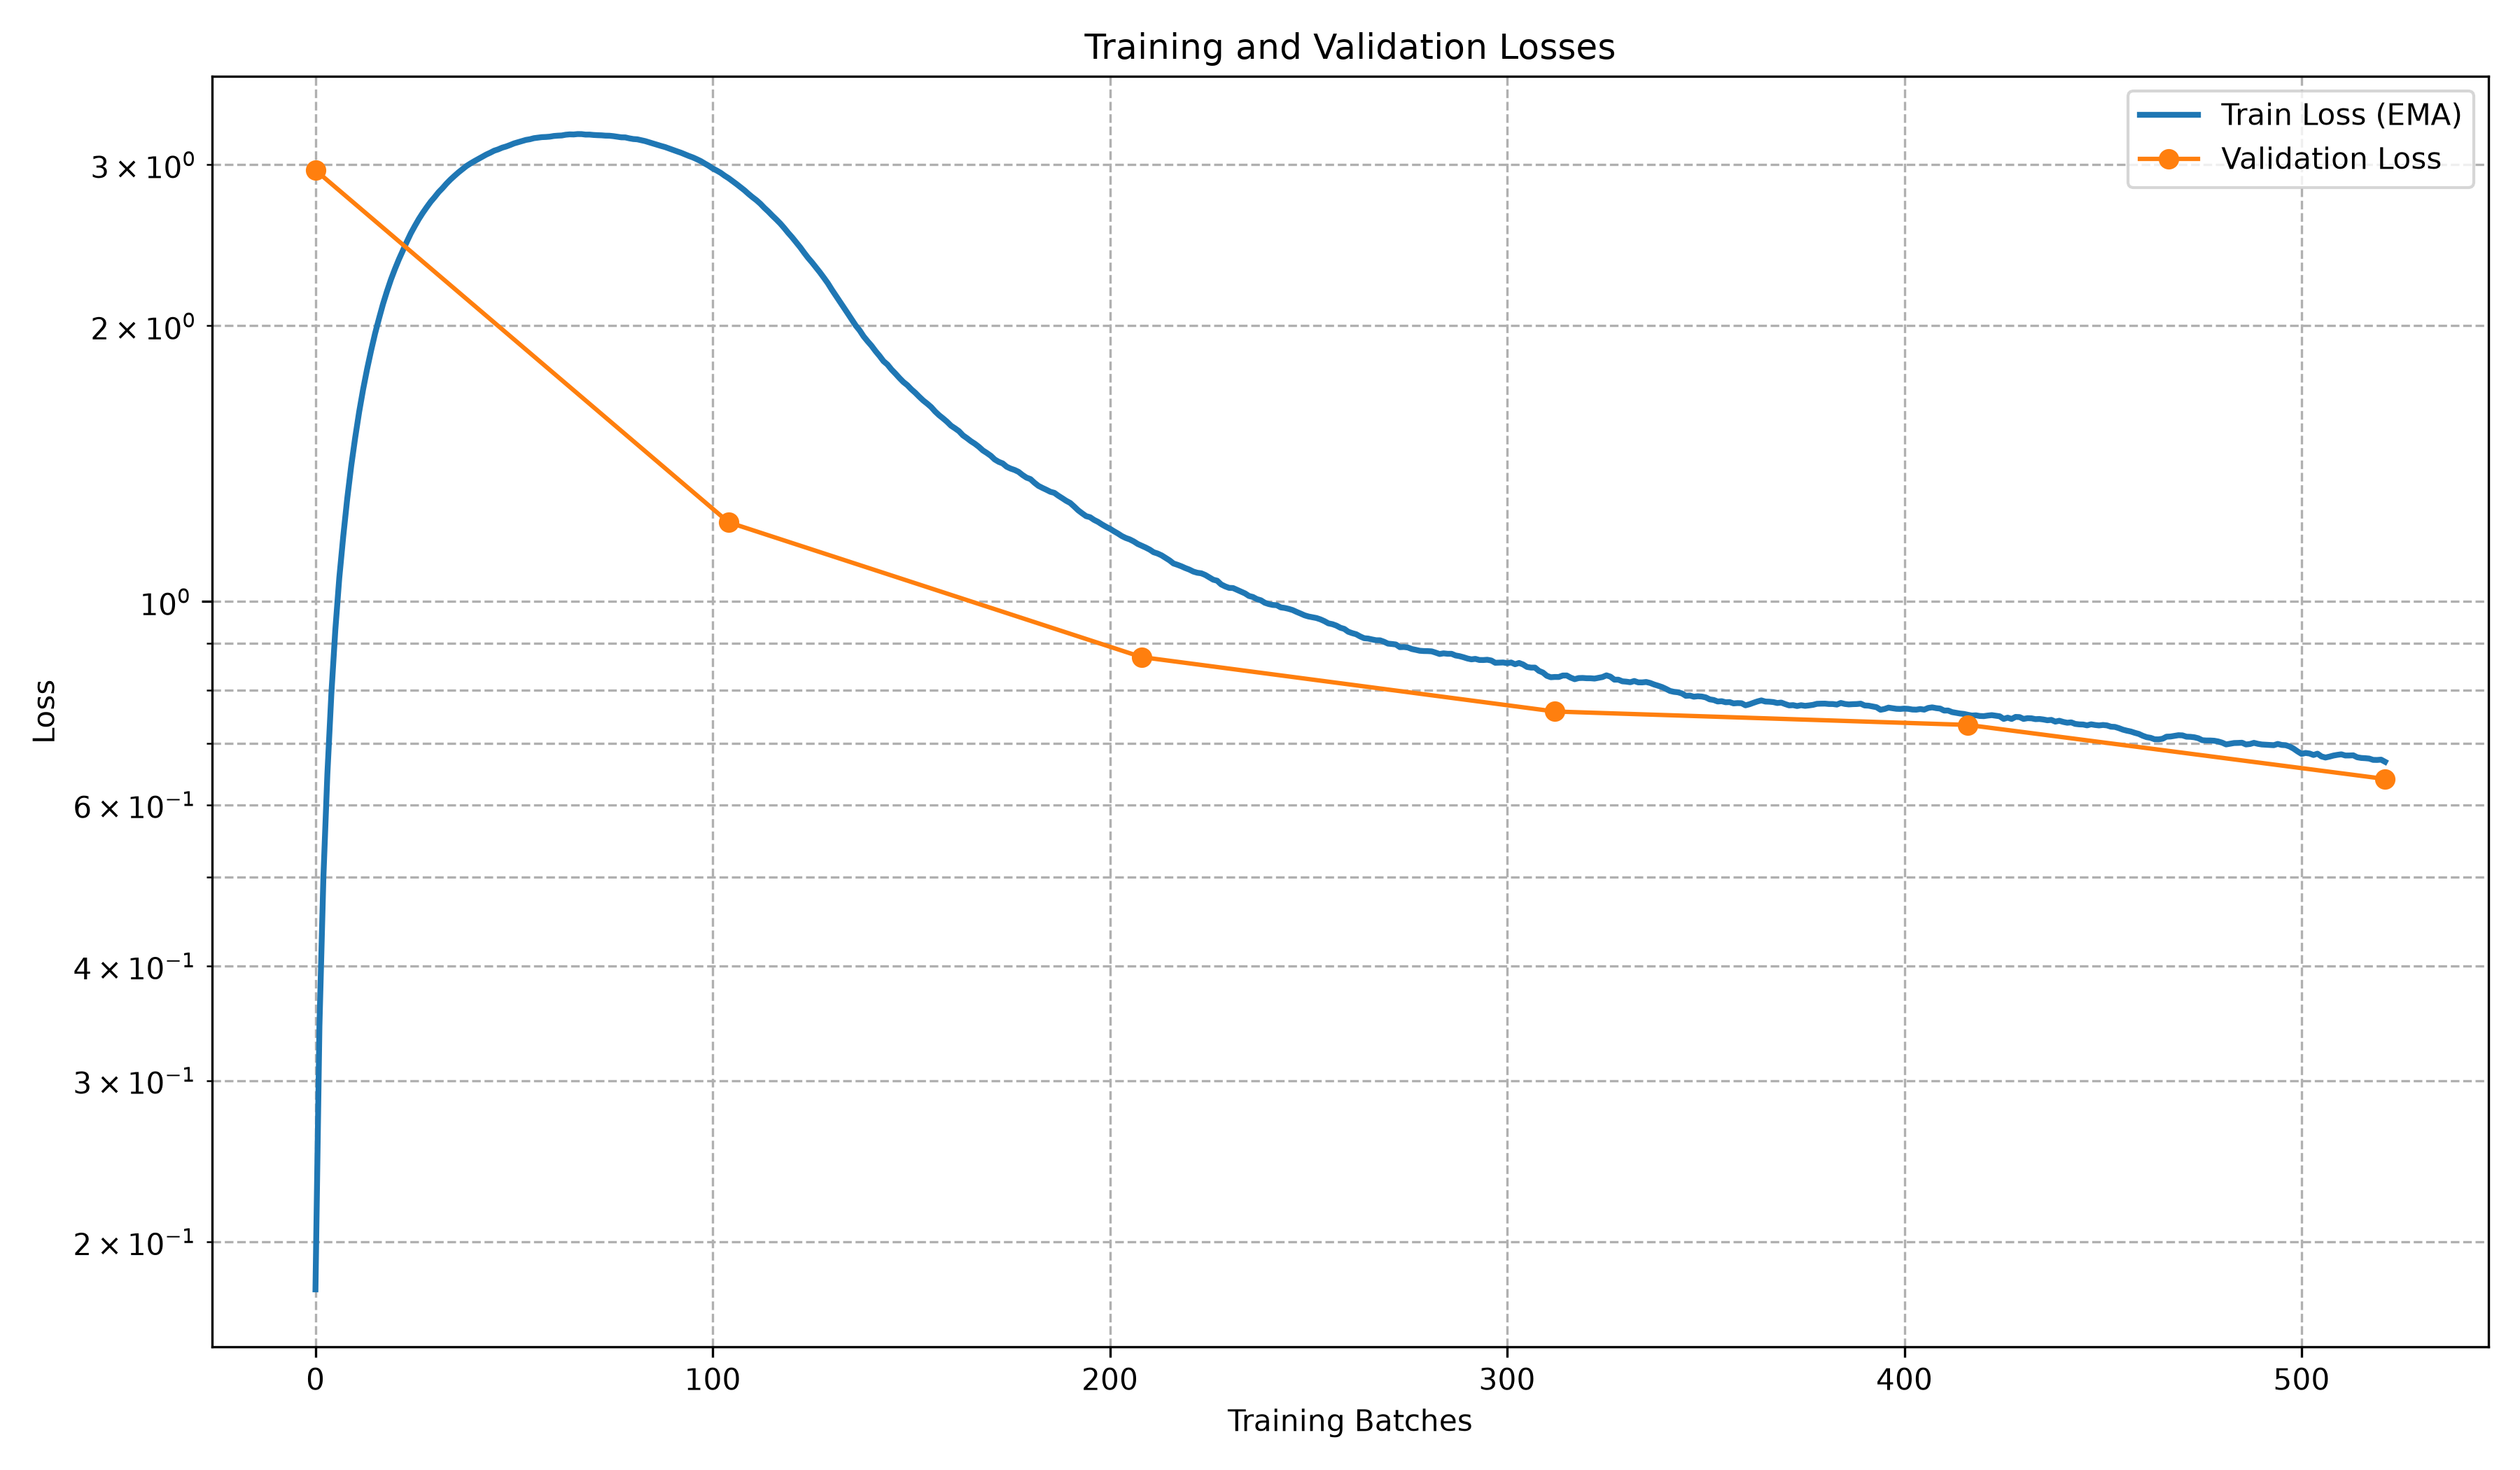 Training and Validation Losses
Train Loss (EMA)
Validation Loss
3 × 10⁰
2 × 10⁰
10⁰
6 × 10⁻¹
4 × 10⁻¹
3 × 10⁻¹
2 × 10⁻¹
Loss
0 100 200 300 400 500
Training Batches